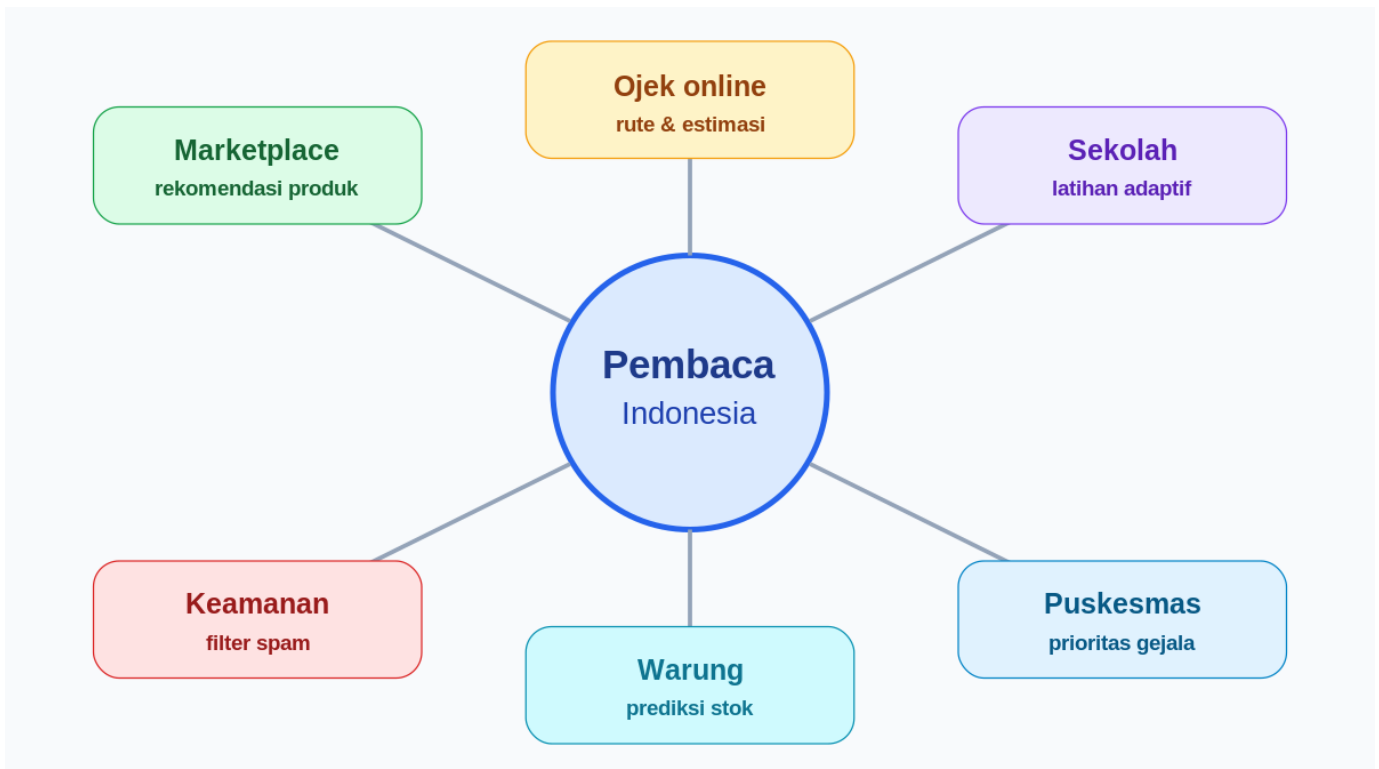 Ojek online
rute & estimasi
Marketplace
rekomendasi produk
Sekolah
latihan adaptif
Pembaca
Indonesia
Keamanan
filter spam
Puskesmas
prioritas gejala
Warung
prediksi stok